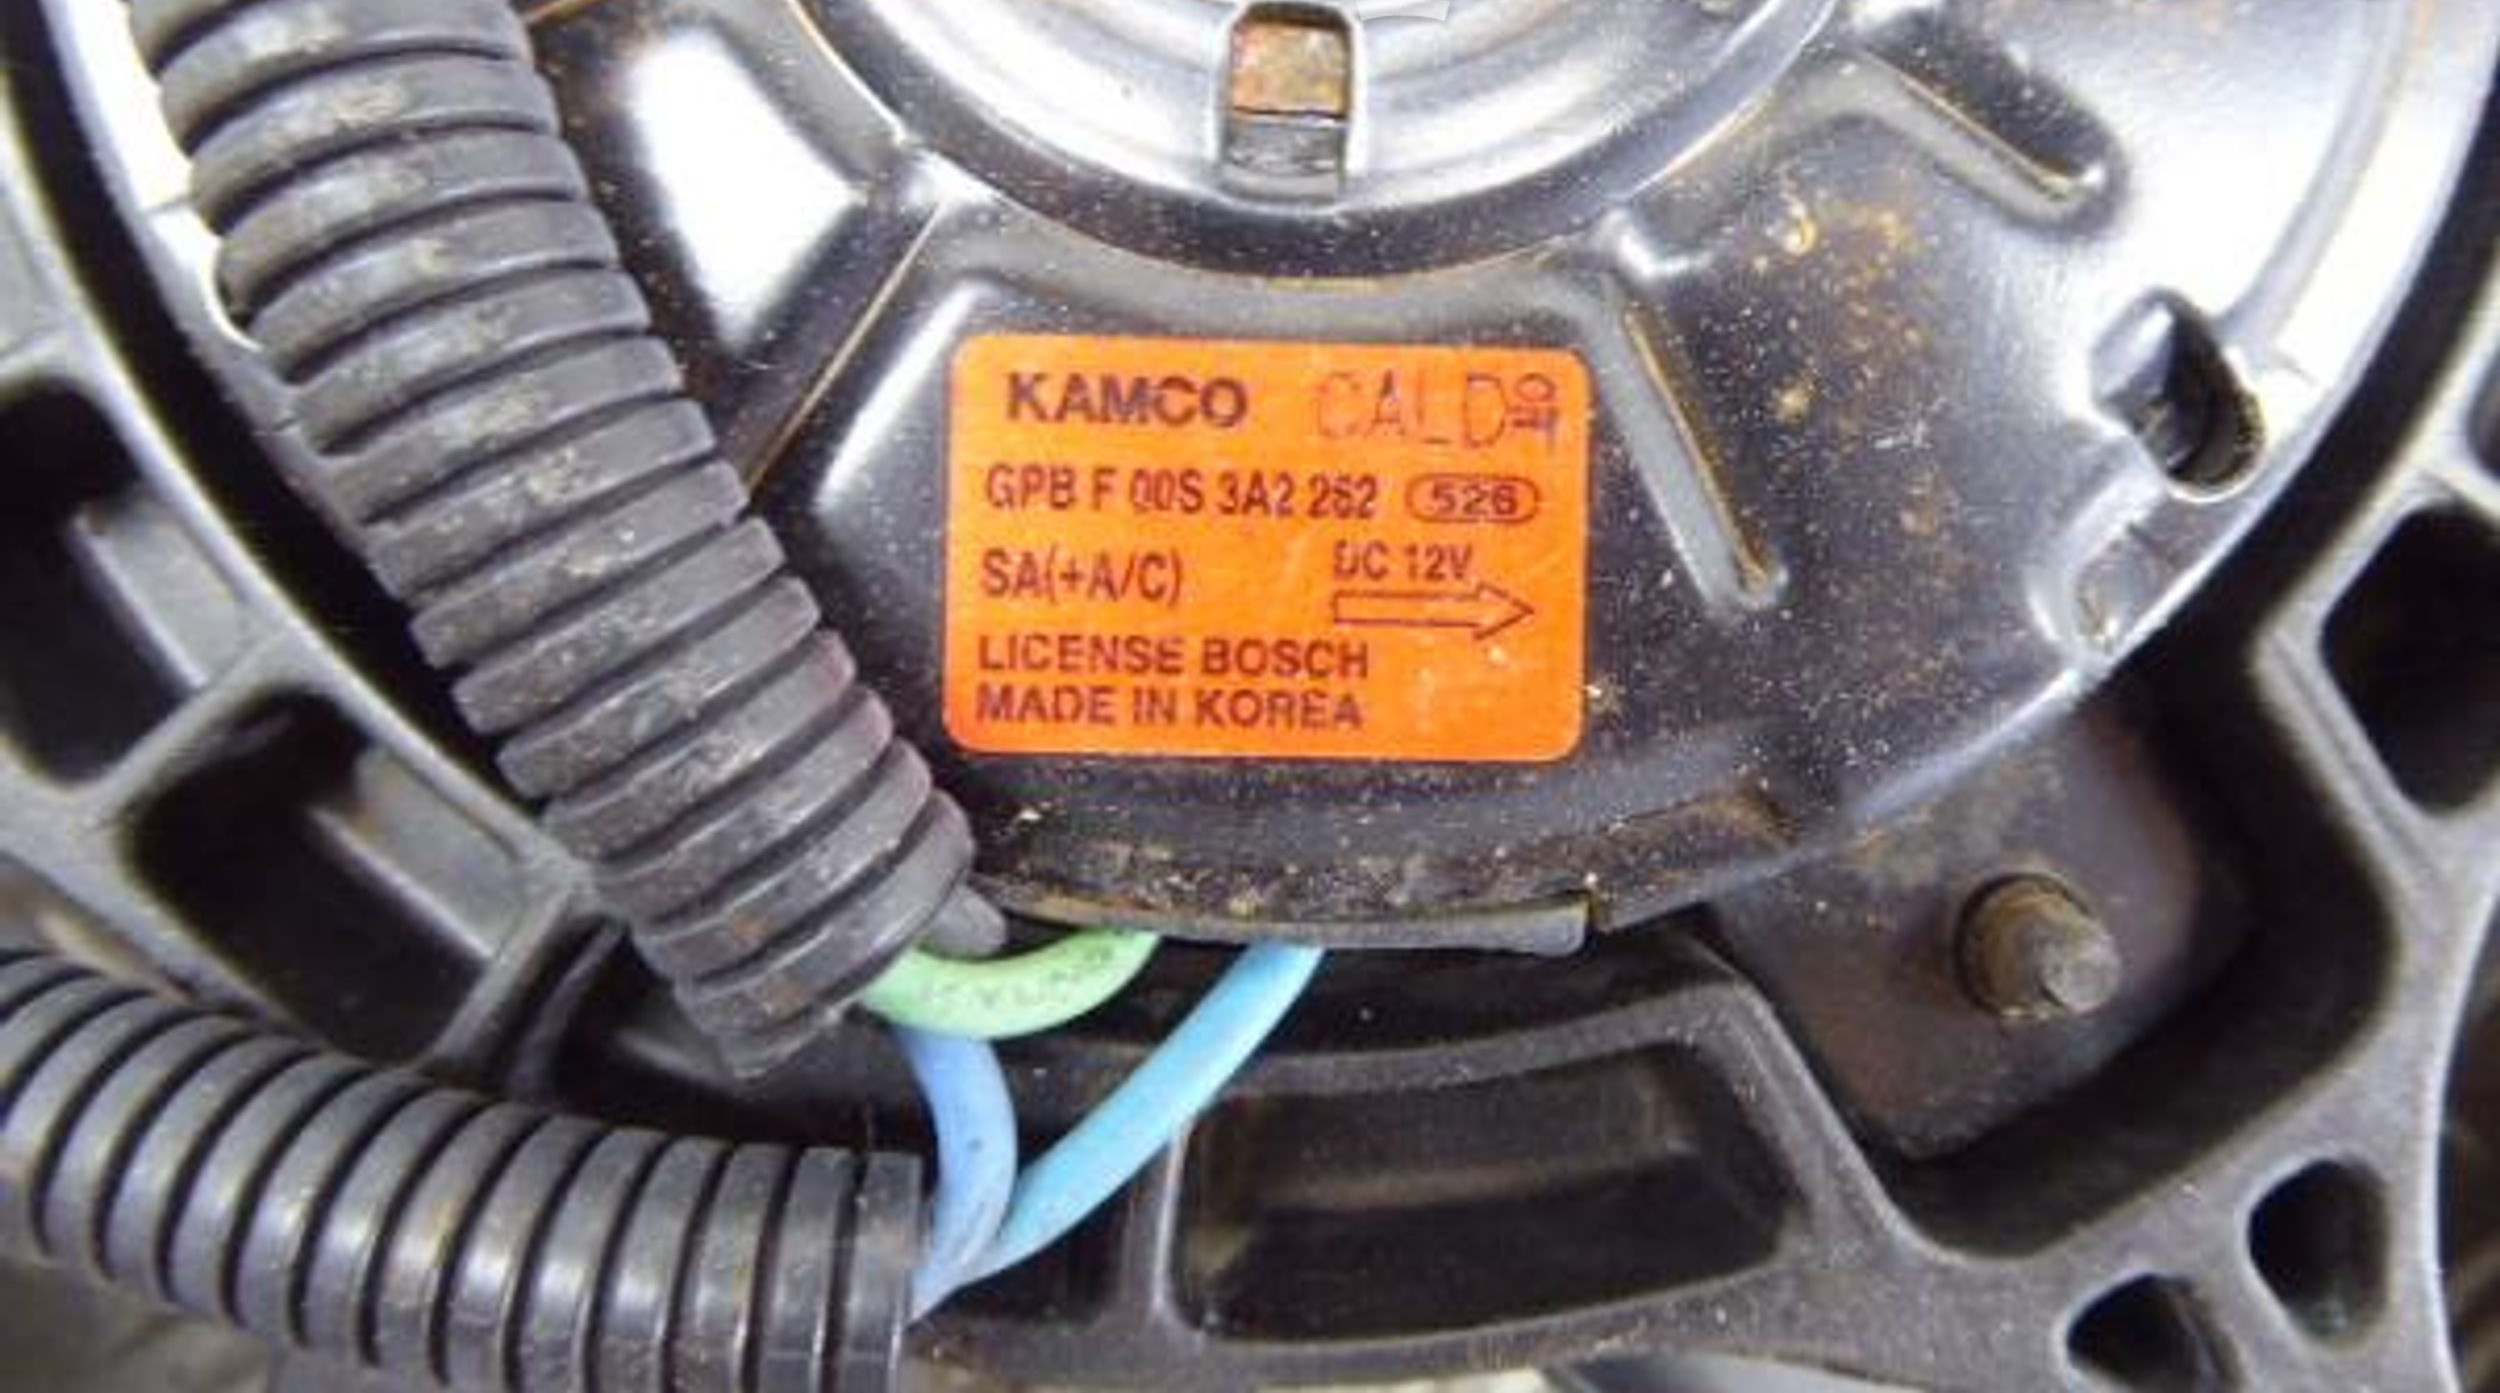 KAMCO CALD
GPB F 00S 3A2 262 526
SA(+A/C) DC 12V
LICENSE BOSCH
MADE IN KOREA